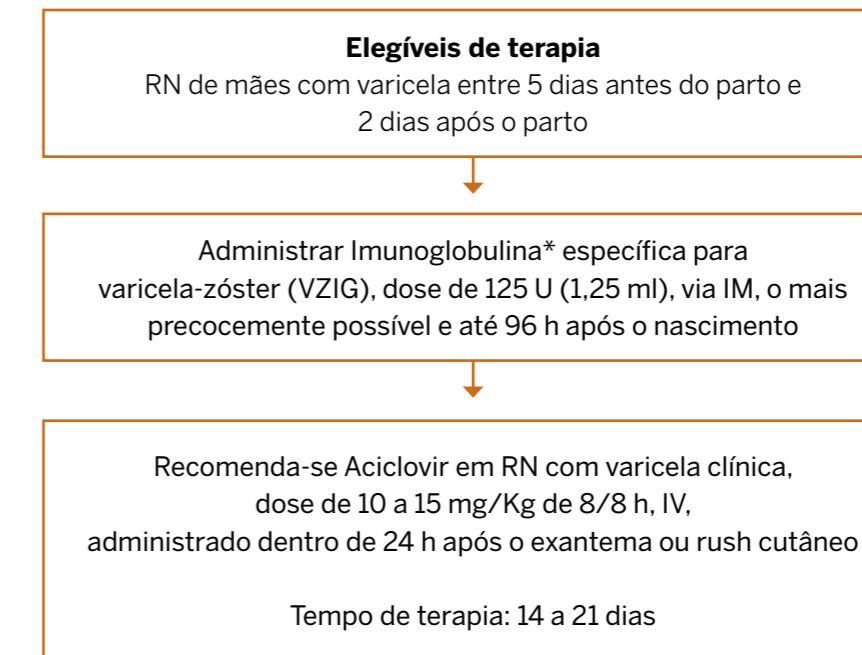 Elegíveis de terapia
RN de mães com varicela entre 5 dias antes do parto e
2 dias após o parto
Administrar Imunoglobulina* específica para
varicela-zóster (VZIG), dose de 125 U (1,25 ml), via IM, o mais
precocemente possível e até 96 h após o nascimento
Recomenda-se Aciclovir em RN com varicela clínica,
dose de 10 a 15 mg/Kg de 8/8 h, IV,
administrado dentro de 24 h após o exantema ou rush cutâneo
Tempo de terapia: 14 a 21 dias